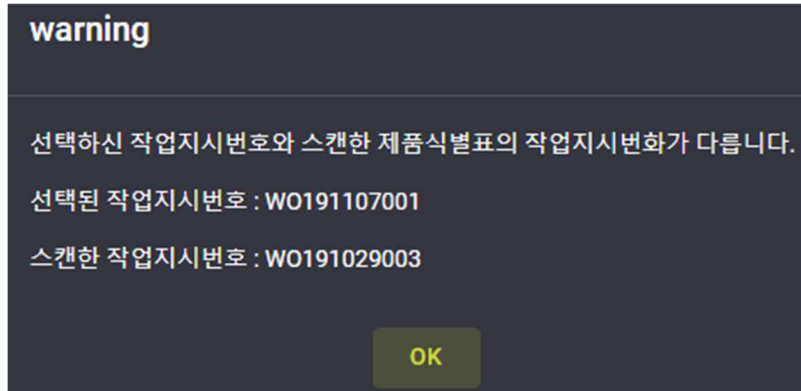 warning
선택하신 작업지시번호와 스캔한 제품식별표의 작업지시번화가 다릅니다.
선택된 작업지시번호 : WO191107001
스캔한 작업지시번호 : WO191029003
OK